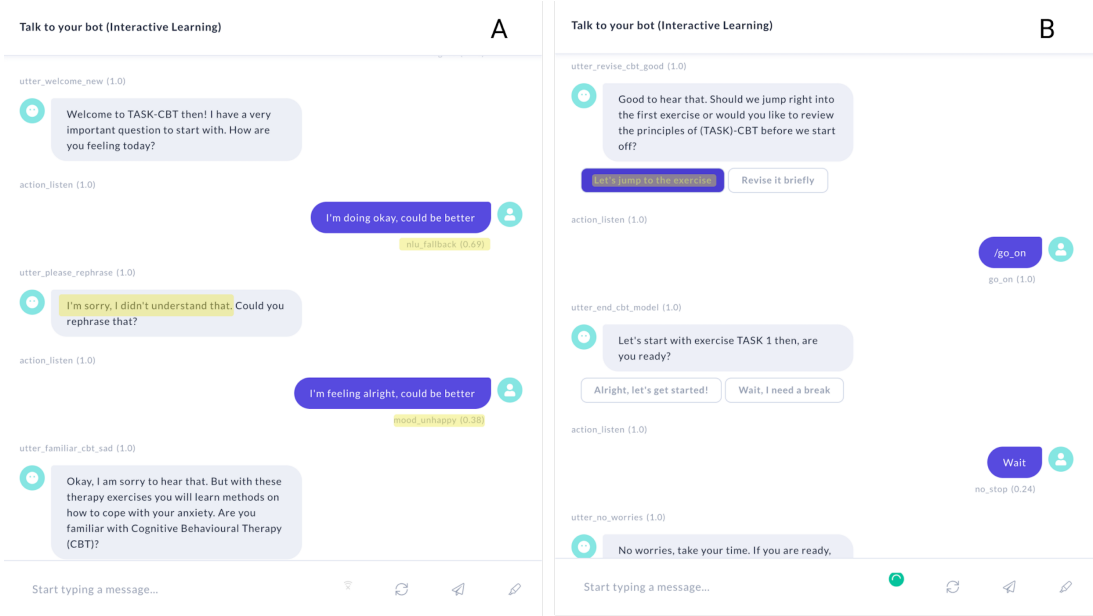 Talk to your bot (Interactive Learning)
A
utter_welcome_new (1.0)
Welcome to TASK-CBT then! I have a very
important question to start with. How are
you feeling today?
action_listen (1.0)
I'm doing okay, could be better
nlu_fallback (0.69)
utter_please_rephrase (1.0)
I'm sorry, I didn't understand that. Could you
rephrase that?
action_listen (1.0)
I'm feeling alright, could be better
mood_unhappy (0.38)
utter_familiar_cbt_sad (1.0)
Okay, I am sorry to hear that. But with these
therapy exercises you will learn methods on
how to cope with your anxiety. Are you
familiar with Cognitive Behavioural Therapy
(CBT)?
Start typing a message...
Talk to your bot (Interactive Learning)
B
utter_revise_cbt_good (1.0)
Good to hear that. Should we jump right into
the first exercise or would you like to review
the principles of (TASK)-CBT before we start
off?
Let's jump to the exercise
Revise it briefly
action_listen (1.0)
/go_on
go_on (1.0)
utter_end_cbt_model (1.0)
Let's start with exercise TASK 1 then, are
you ready?
Alright, let's get started!
Wait, I need a break
action_listen (1.0)
Wait
no_stop (0.24)
utter_no_worries (1.0)
No worries, take your time. If you are ready,
Start typing a message...